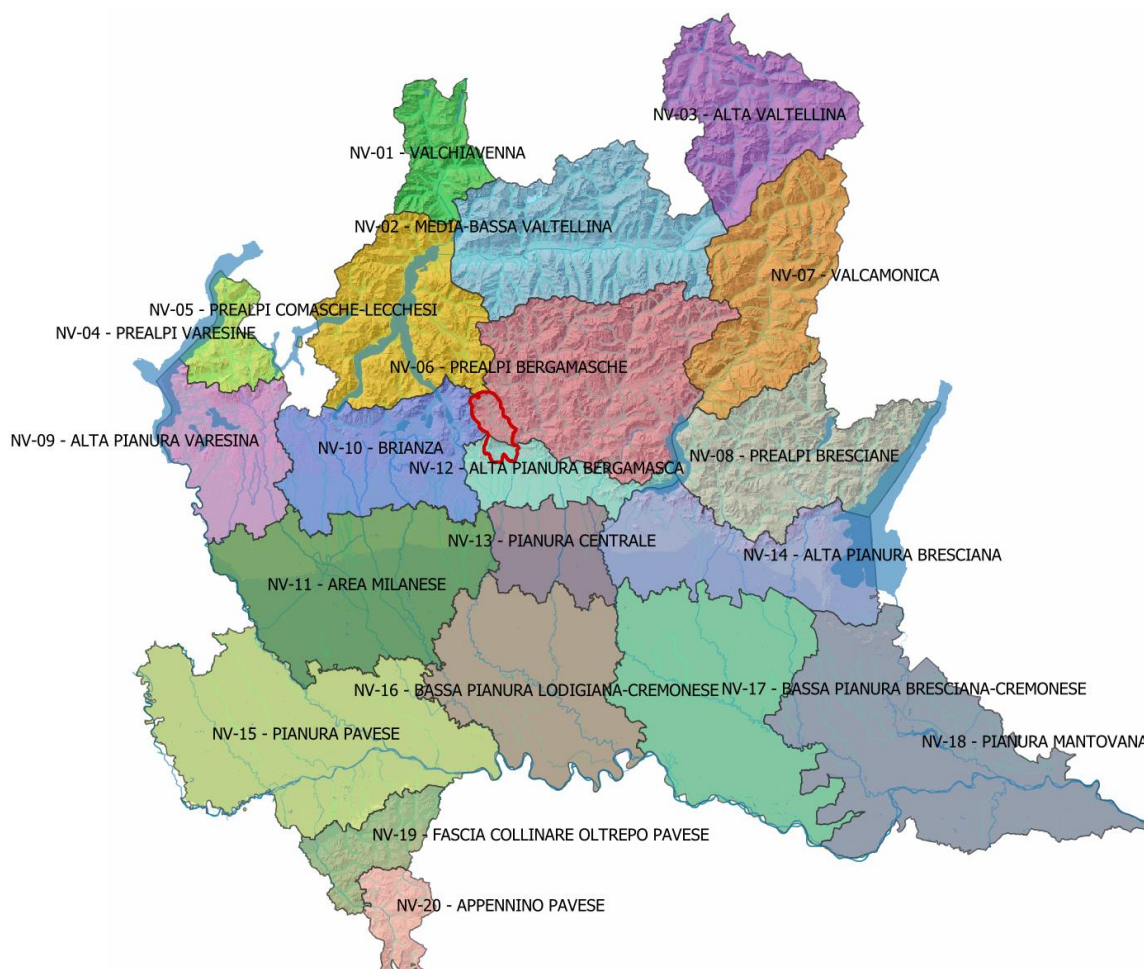 NV-03 - ALTA VALTELLINA
NV-01 - VALCHIAVENNA
NV-02 - MEDIA-BASSA VALTELLINA
NV-07 - VALCAMONICA
NV-05 - PREALPI COMASCHE-LECCHESI
NV-04 - PREALPI VARESINE
NV-06 - PREALPI BERGAMASCHE
NV-09 - ALTA PIANURA VARESINA
NV-10 - BRIANZA
NV-08 - PREALPI BRESCIANE
NV-12 - ALTA PIANURA BERGAMASCA
NV-13 - PIANURA CENTRALE
NV-14 - ALTA PIANURA BRESCIANA
NV-11 - AREA MILANESE
NV-16 - BASSA PIANURA LODIGIANA-CREMONESE
NV-17 - BASSA PIANURA BRESCIANA-CREMONESE
NV-15 - PIANURA PAVESE
NV-18 - PIANURA MANTOVANA
NV-19 - FASCIA COLLINARE OLTREPO PAVESE
NV-20 - APPENNINO PAVESE